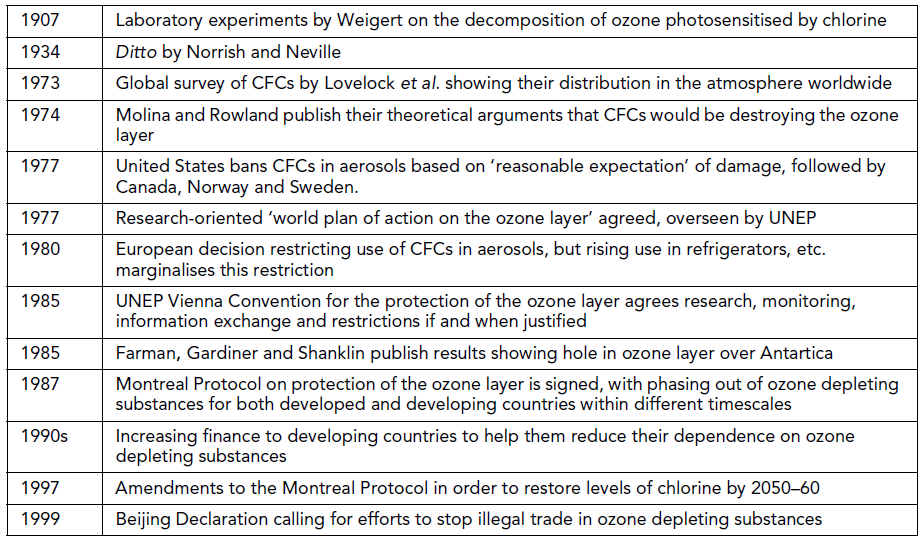 1907 Laboratory experiments by Weigert on the decomposition of ozone photosensitised by chlorine
1934 Ditto by Norrish and Neville
1973 Global survey of CFCs by Lovelock et al. showing their distribution in the atmosphere worldwide
1974 Molina and Rowland publish their theoretical arguments that CFCs would be destroying the ozone
layer
1977 United States bans CFCs in aerosols based on ‘reasonable expectation’ of damage, followed by
Canada, Norway and Sweden.
1977 Research-oriented ‘world plan of action on the ozone layer’ agreed, overseen by UNEP
1980 European decision restricting use of CFCs in aerosols, but rising use in refrigerators, etc.
marginalises this restriction
1985 UNEP Vienna Convention for the protection of the ozone layer agrees research, monitoring,
information exchange and restrictions if and when justified
1985 Farman, Gardiner and Shanklin publish results showing hole in ozone layer over Antartica
1987 Montreal Protocol on protection of the ozone layer is signed, with phasing out of ozone depleting
substances for both developed and developing countries within different timescales
1990s Increasing finance to developing countries to help them reduce their dependence on ozone
depleting substances
1997 Amendments to the Montreal Protocol in order to restore levels of chlorine by 2050–60
1999 Beijing Declaration calling for efforts to stop illegal trade in ozone depleting substances